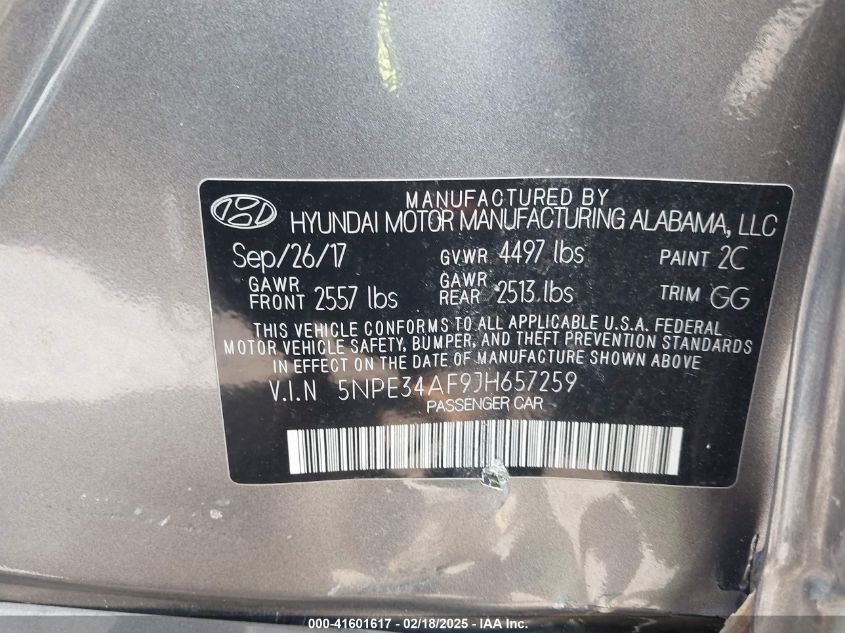 MANUFACTURED BY
HYUNDAI MOTOR MANUFACTURING ALABAMA, LLC
Sep/26/17 GVWR 4497 lbs PAINT 2C
GAWR FRONT 2557 lbs GAWR REAR 2513 lbs TRIM GG
THIS VEHICLE CONFORMS TO ALL APPLICABLE U.S.A. FEDERAL
MOTOR VEHICLE SAFETY, BUMPER, AND THEFT PREVENTION STANDARDS
IN EFFECT ON THE DATE OF MANUFACTURE SHOWN ABOVE
V.I.N 5NPE34AF9JH657259
PASSENGER CAR
000-41601617 - 02/18/2025 - IAA Inc.